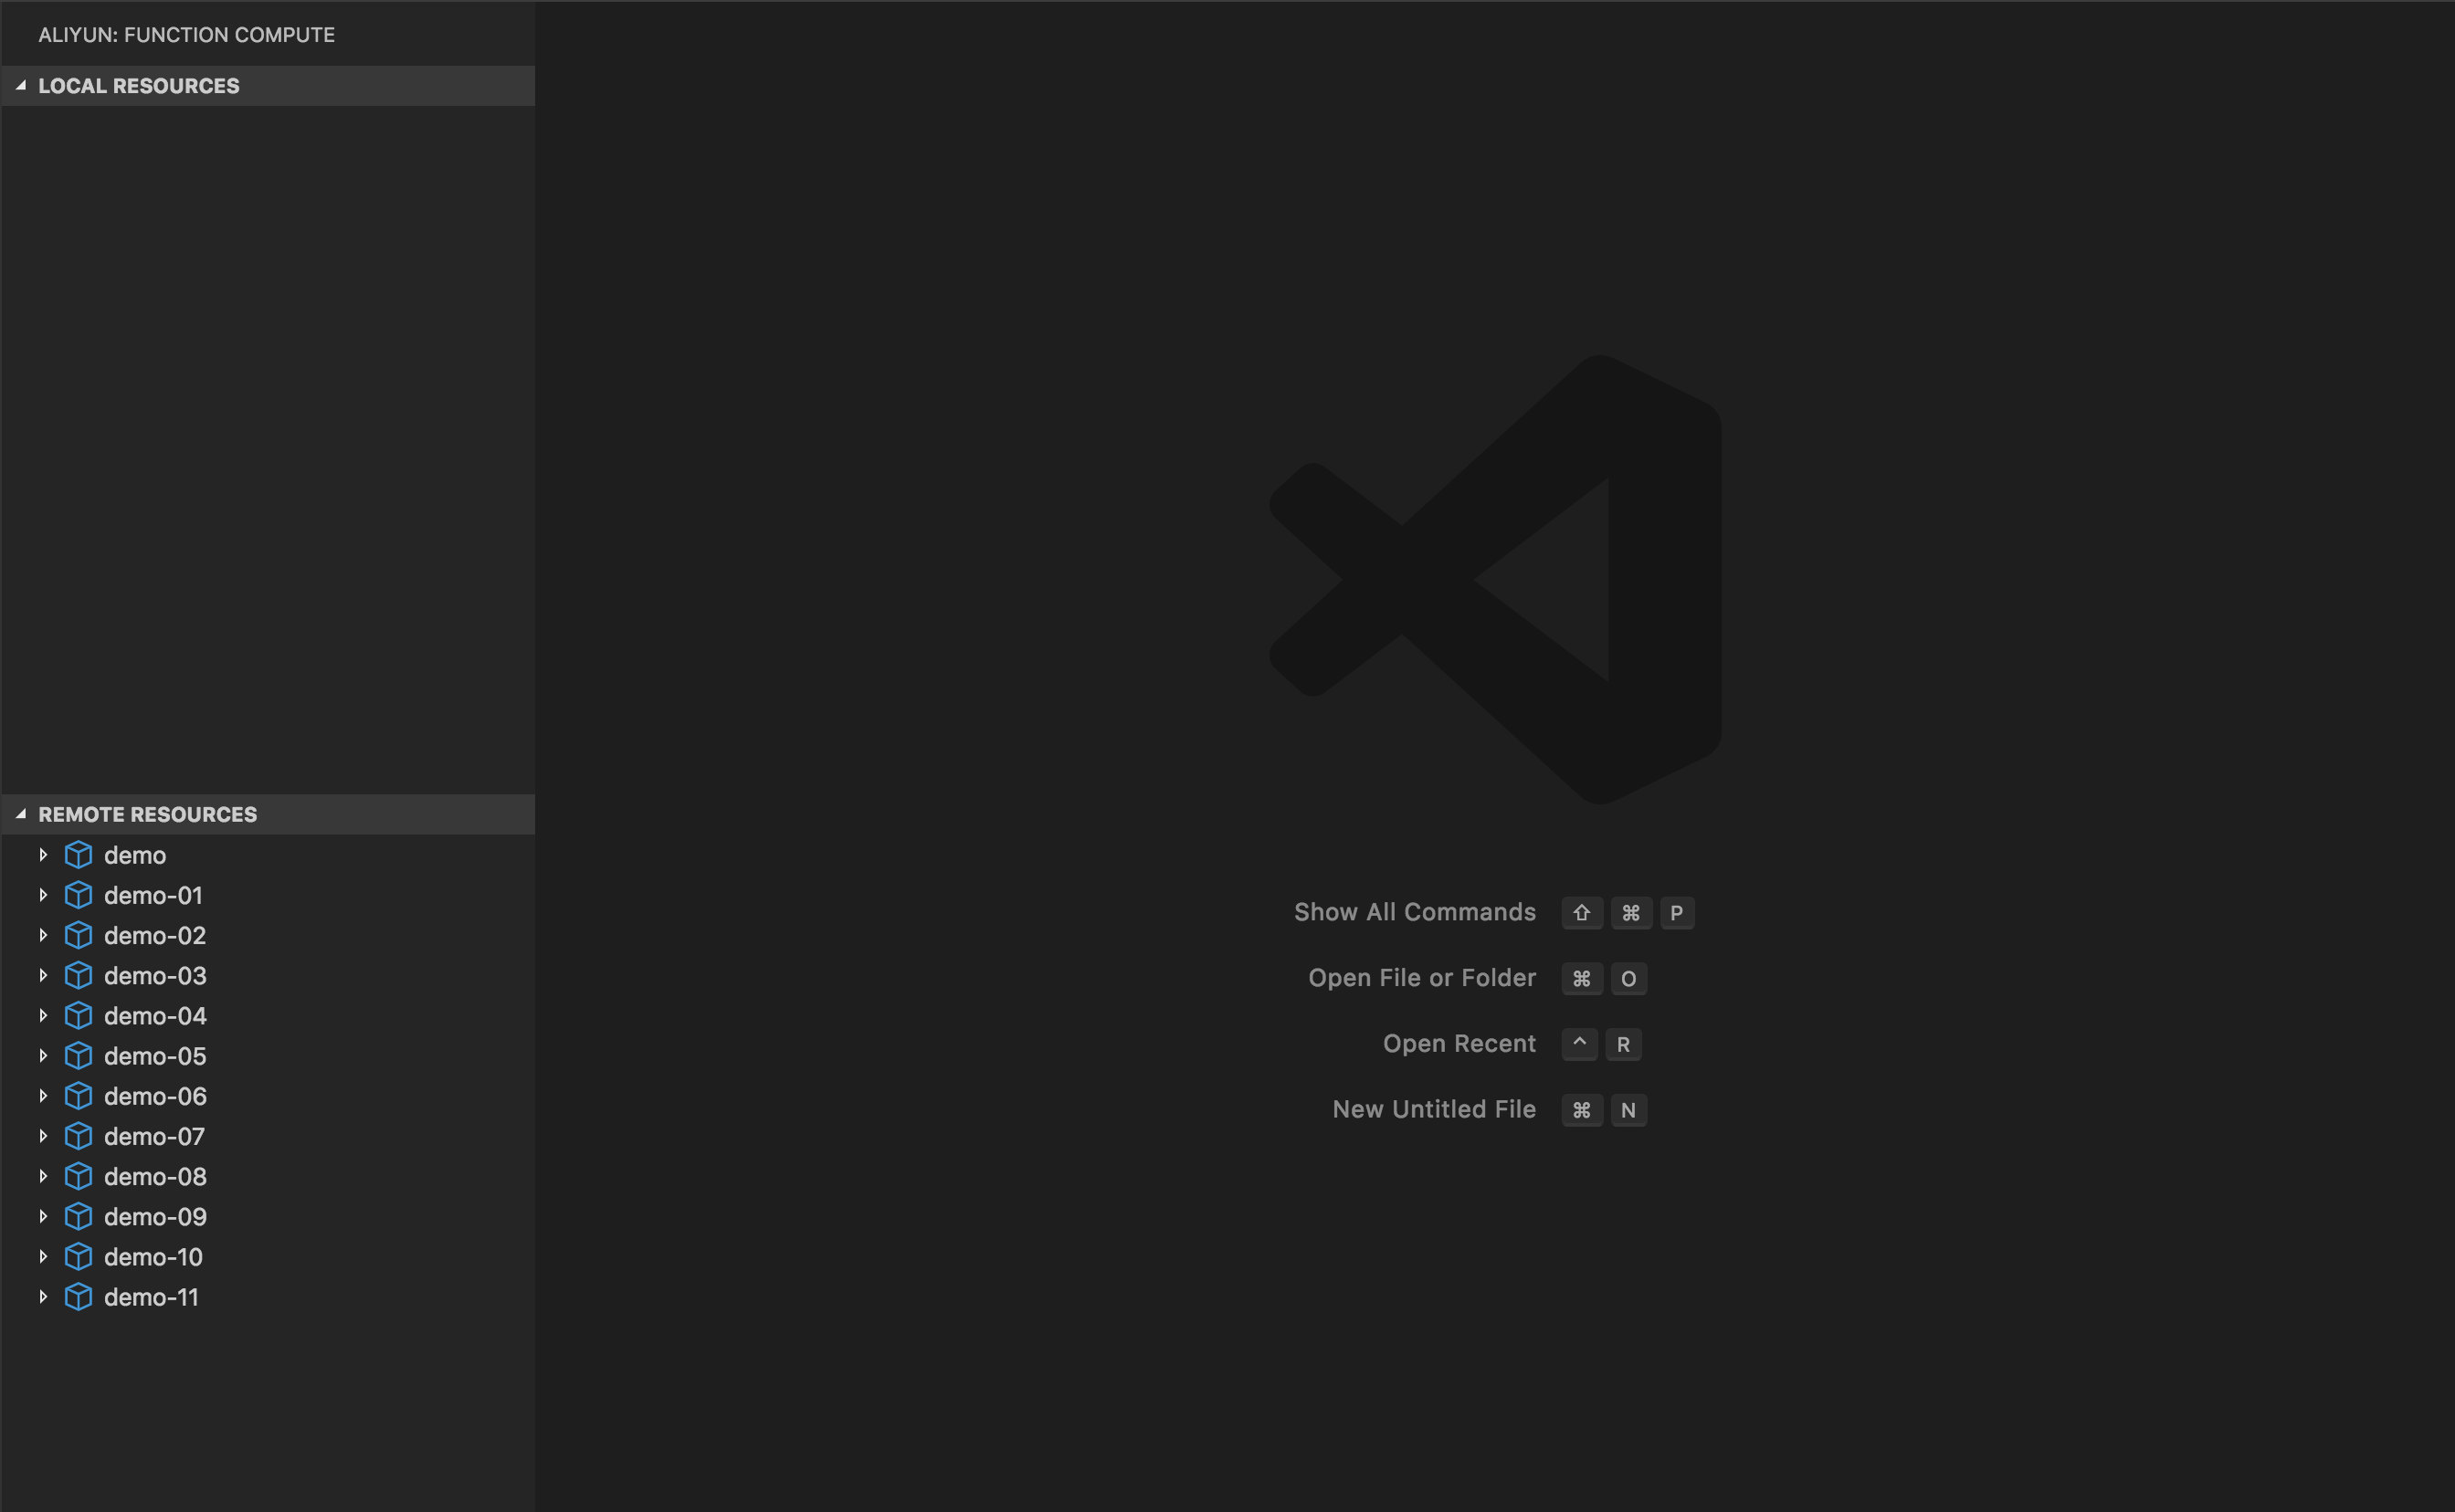 ALIYUN: FUNCTION COMPUTE
LOCAL RESOURCES
REMOTE RESOURCES
demo
demo-01
demo-02
demo-03
demo-04
demo-05
demo-06
demo-07
demo-08
demo-09
demo-10
demo-11
Show All Commands ⇧ ⌘ P
Open File or Folder ⌘ O
Open Recent ^ R
New Untitled File ⌘ N